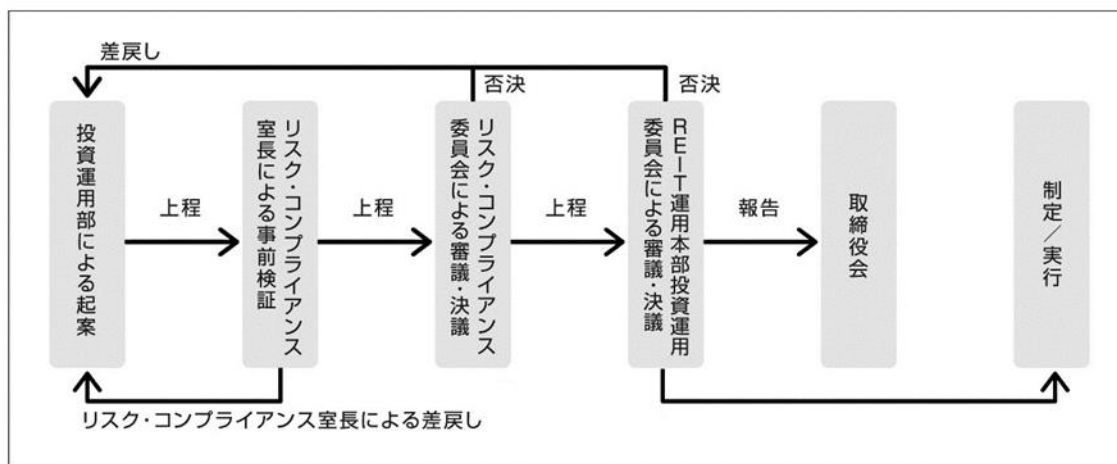 差戻し
否決
否決
投資運用部による起案
上程
リスク・コンプライアンス
室長による事前検証
上程
リスク・コンプライアンス
委員会による審議・決議
上程
REIT運用本部投資運用
委員会による審議・決議
報告
取締役会
制定／実行
リスク・コンプライアンス室長による差戻し